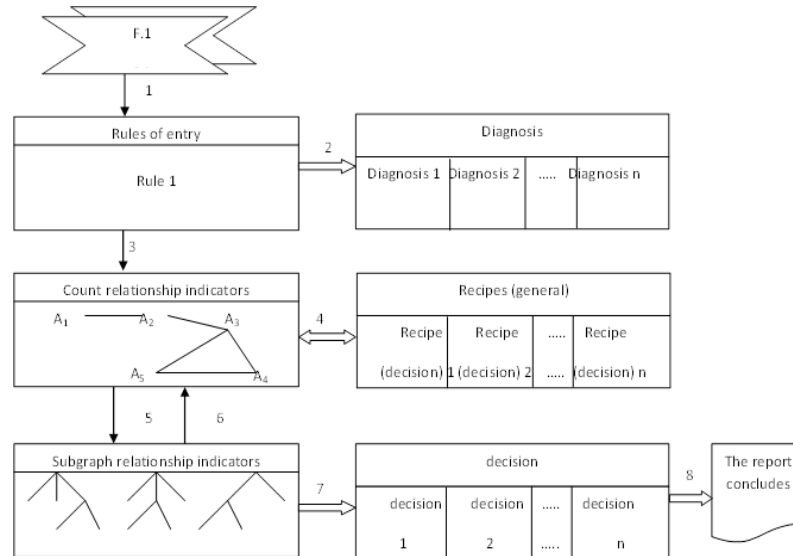 F.1
1
Rules of entry
Rule 1
2
Diagnosis
Diagnosis 1 Diagnosis 2 ..... Diagnosis n
3
Count relationship indicators
A1 A2 A3
A5 A4
4
Recipes (general)
Recipe Recipe ..... Recipe
(decision) 1 (decision) 2 ..... (decision) n
5 6
Subgraph relationship indicators
7
decision
decision decision ..... decision
1 2 ..... n
8
The report
concludes